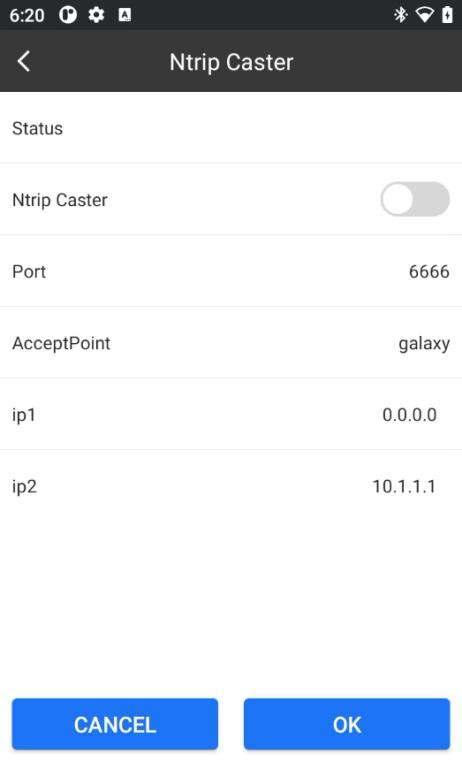 6:20
Ntrip Caster
Status
Ntrip Caster
Port 6666
AcceptPoint galaxy
ip1 0.0.0.0
ip2 10.1.1.1
CANCEL OK